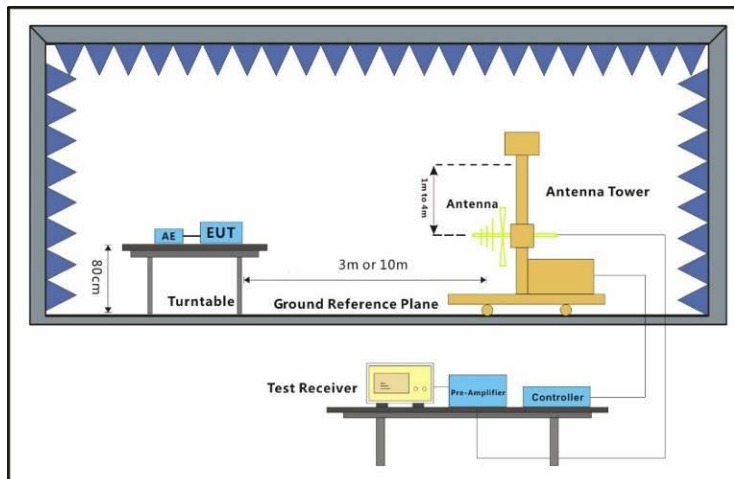 1m to 4m
Antenna
Antenna Tower
AE
EUT
80cm
3m or 10m
Turntable
Ground Reference Plane
Test Receiver
Pre-Amplifier
Controller